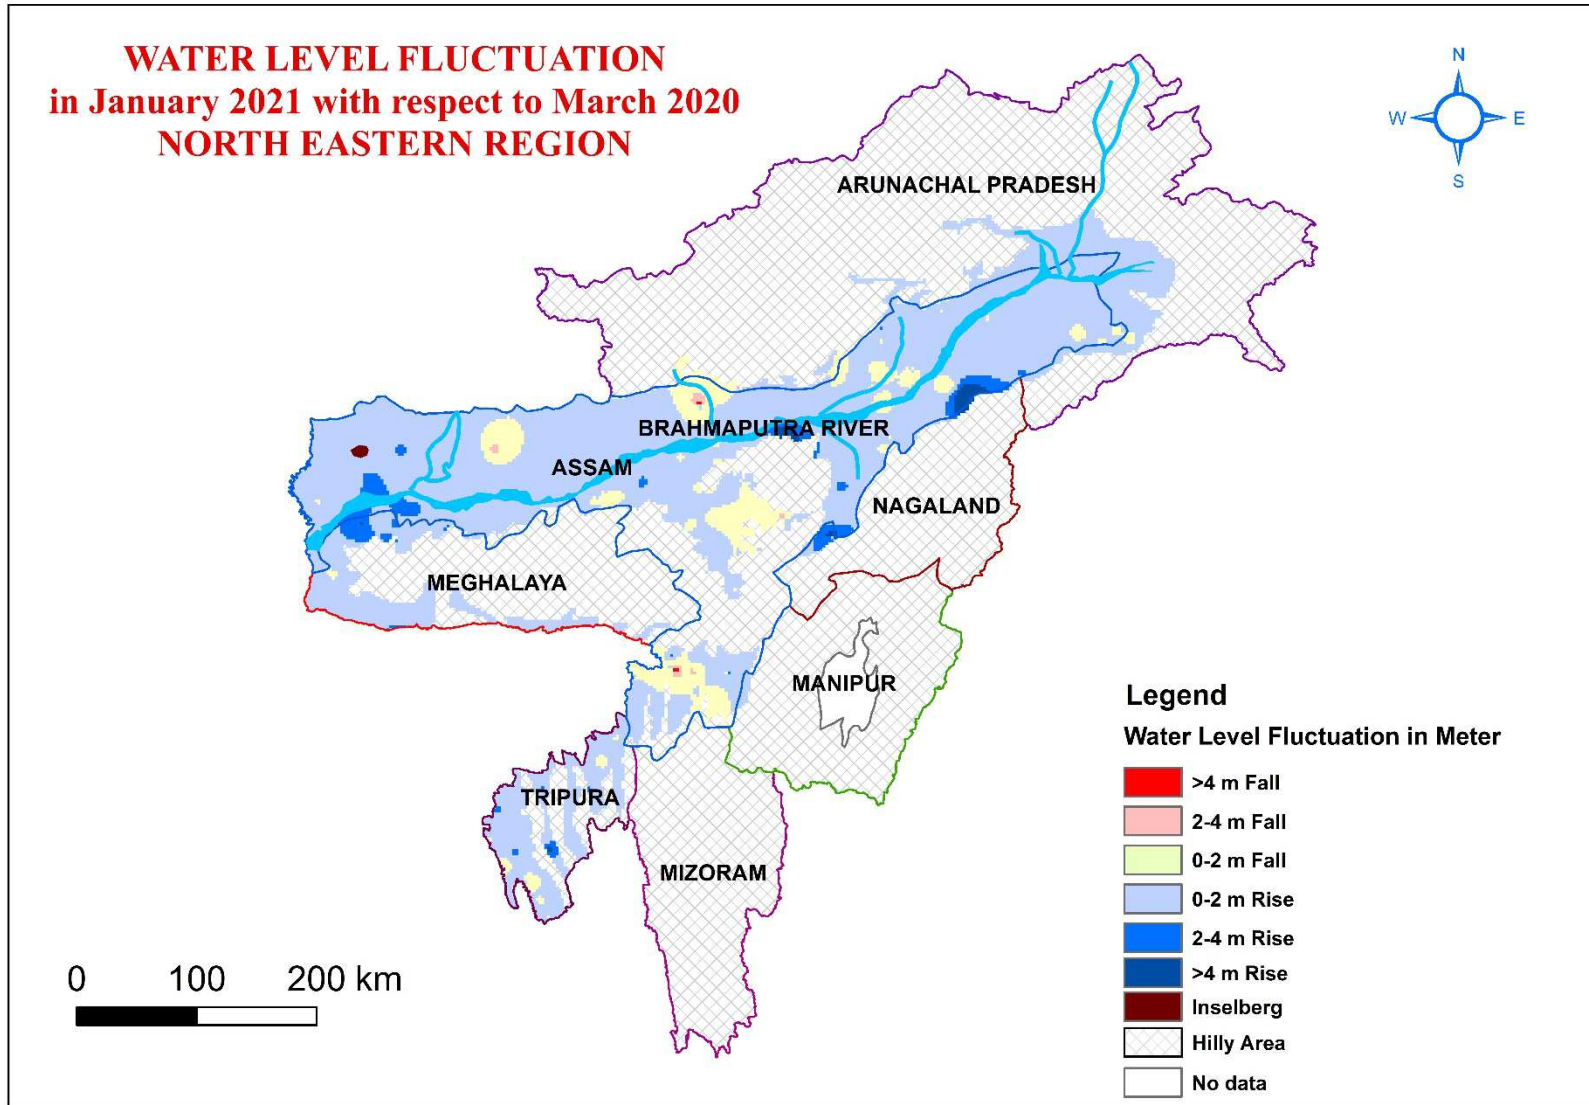 WATER LEVEL FLUCTUATION
in January 2021 with respect to March 2020
NORTH EASTERN REGION
N
W
E
S
ARUNACHAL PRADESH
BRAHMAPUTRA RIVER
ASSAM
NAGALAND
MEGHALAYA
MANIPUR
TRIPURA
MIZORAM
0 100 200 km
Legend
Water Level Fluctuation in Meter
>4 m Fall
2-4 m Fall
0-2 m Fall
0-2 m Rise
2-4 m Rise
>4 m Rise
Inselberg
Hilly Area
No data